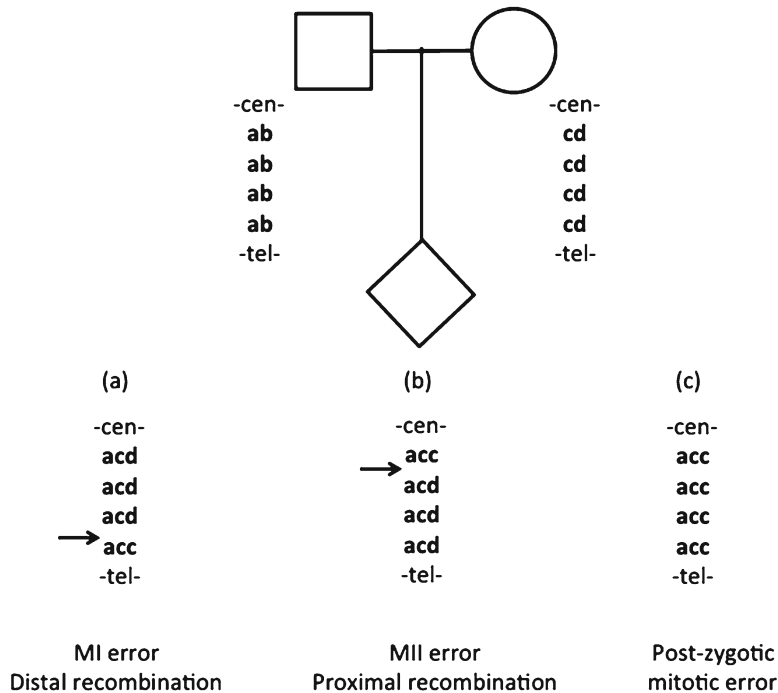 -cen-
ab
ab
ab
ab
-tel-
-cen-
cd
cd
cd
cd
-tel-
(a)
-cen-
acd
acd
acd
acc
-tel-
MI error
Distal recombination
(b)
-cen-
acc
acd
acd
acd
-tel-
MII error
Proximal recombination
(c)
-cen-
acc
acc
acc
acc
-tel-
Post-zygotic
mitotic error